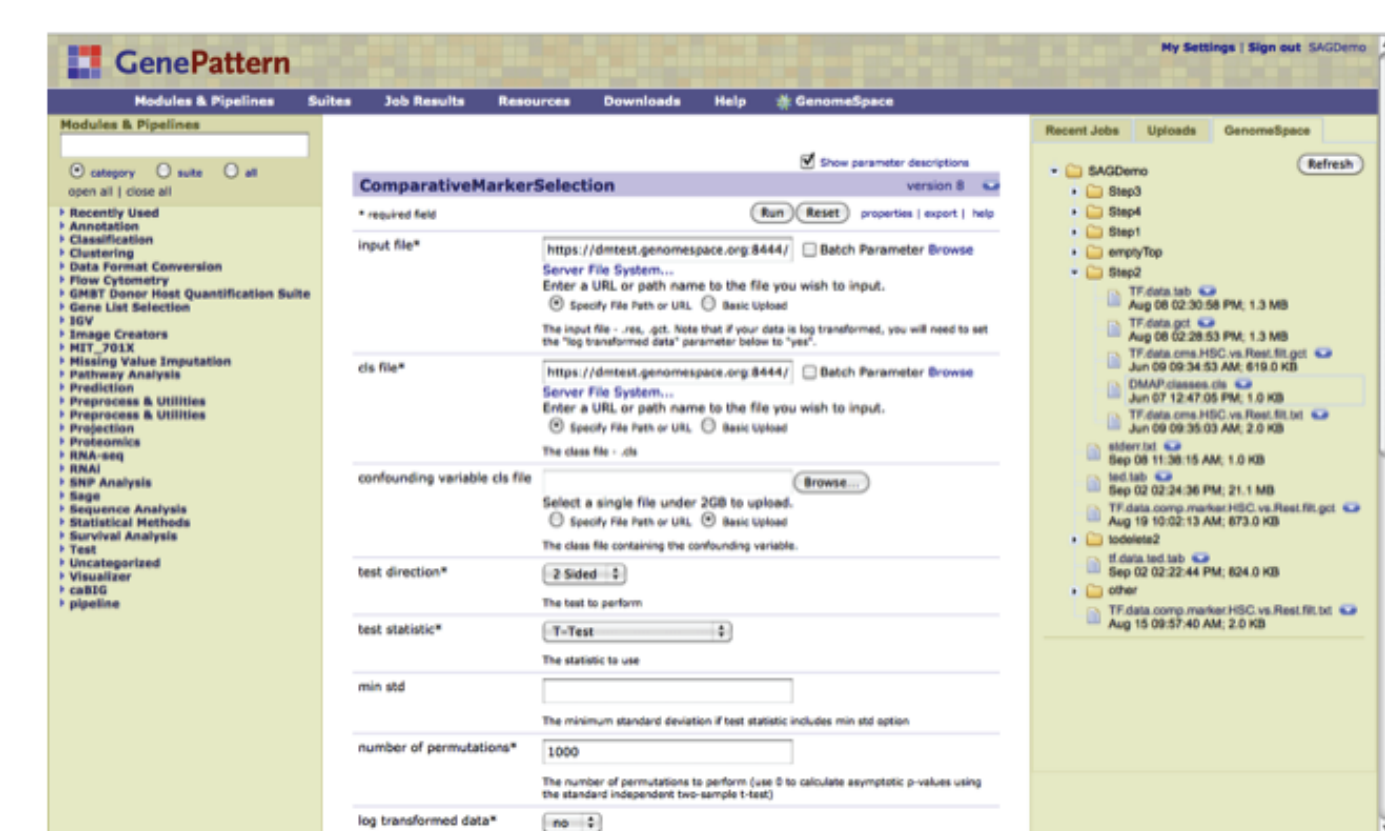 GenePattern
My Settings | Sign out SAGDemo
Modules & Pipelines Suites Job Results Resources Downloads Help GenomeSpace
Modules & Pipelines
category suite all
open all | close all
Recently Used
Annotation
Classification
Clustering
Data Format Conversion
Flow Cytometry
GMBT Donor Host Quantification Suite
Gene List Selection
IGV
Image Creators
MIT_701X
Missing Value Imputation
Pathway Analysis
Prediction
Preprocess & Utilities
Preprocess & Utilities
Projection
Proteomics
RNA-seq
RNAi
SNP Analysis
Sage
Sequence Analysis
Statistical Methods
Survival Analysis
Test
Uncategorized
Visualizer
caBIG
pipeline
Show parameter descriptions
ComparativeMarkerSelection version 8
* required field Run Reset properties | export | help
input file* https://dmtest.genomespace.org:8444/ Batch Parameter Browse
Server File System...
Enter a URL or path name to the file you wish to input.
Specify File Path or URL Basic Upload
The input file - .res, .gct. Note that if your data is log transformed, you will need to set
the "log transformed data" parameter below to "yes".
cls file* https://dmtest.genomespace.org:8444/ Batch Parameter Browse
Server File System...
Enter a URL or path name to the file you wish to input.
Specify File Path or URL Basic Upload
The class file - .cls
confounding variable cls file Browse...
Select a single file under 2GB to upload.
Specify File Path or URL Basic Upload
The class file containing the confounding variable.
test direction* 2 Sided
The test to perform
test statistic* T-Test
The statistic to use
min std
The minimum standard deviation if test statistic includes min std option
number of permutations* 1000
The number of permutations to perform (use 0 to calculate asymptotic p-values using
the standard independent two-sample t-test)
log transformed data* no
Recent Jobs Uploads GenomeSpace
Refresh
SAGDemo
Step3
Step4
Step1
emptyTop
Step2
TF.data.tab
Aug 08 02:30:58 PM; 1.3 MB
TF.data.gct
Aug 08 02:28:53 PM; 1.3 MB
TF.data.cms.HSC.vs.Rest.filt.gct
Jun 09 09:34:53 AM; 619.0 KB
DMAP.classes.cls
Jun 07 12:47:05 PM; 1.0 KB
TF.data.cms.HSC.vs.Rest.filt.txt
Jun 09 09:35:03 AM; 2.0 KB
stderr.txt
Sep 08 11:38:15 AM; 1.0 KB
ted.tab
Sep 02 02:24:36 PM; 21.1 MB
TF.data.comp.marker.HSC.vs.Rest.filt.gct
Aug 19 10:02:13 AM; 873.0 KB
todelete2
tf.data.ted.tab
Sep 02 02:22:44 PM; 824.0 KB
other
TF.data.comp.marker.HSC.vs.Rest.filt.txt
Aug 15 09:57:40 AM; 2.0 KB